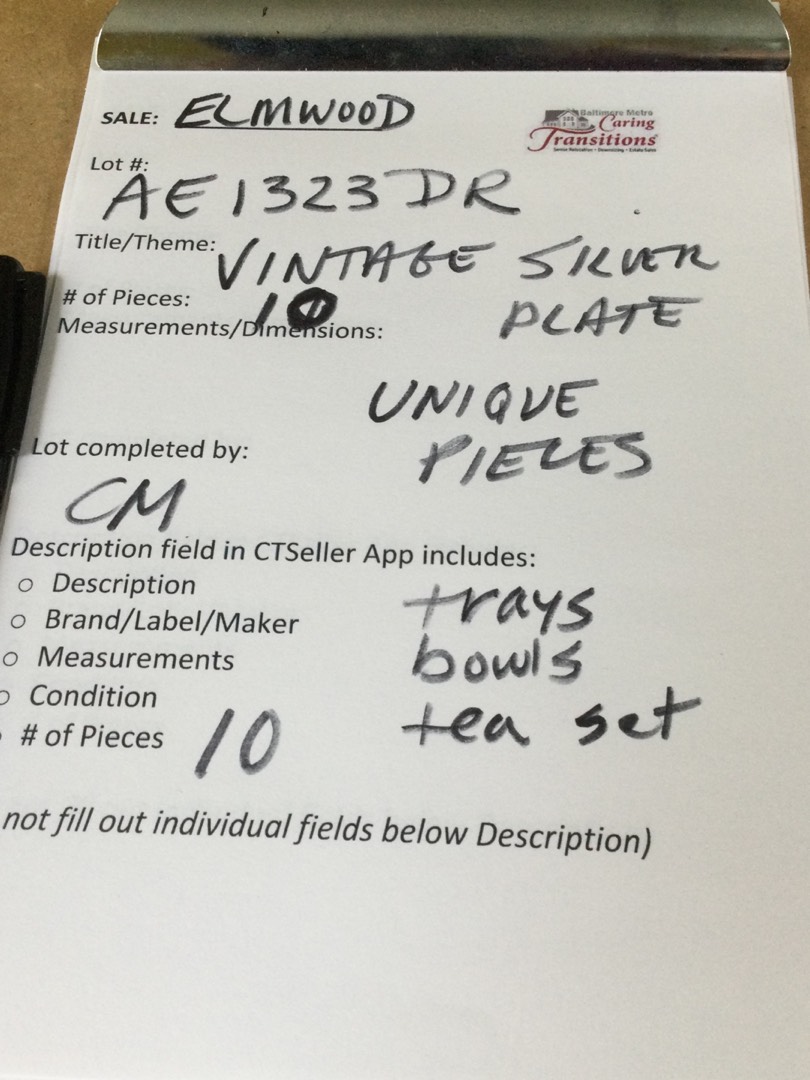 SALE: ELMWOOD
Baltimore Metro
Caring
Transitions
Lot #:
AE1323DR
Title/Theme: VINTAGE SILVER
# of Pieces: 10 PLATE
Measurements/Dimensions:
UNIQUE
PIECES
Lot completed by:
CM
Description field in CTSeller App includes:
○ Description
○ Brand/Label/Maker trays
○ Measurements bowls
○ Condition
# of Pieces 10 tea set
not fill out individual fields below Description)